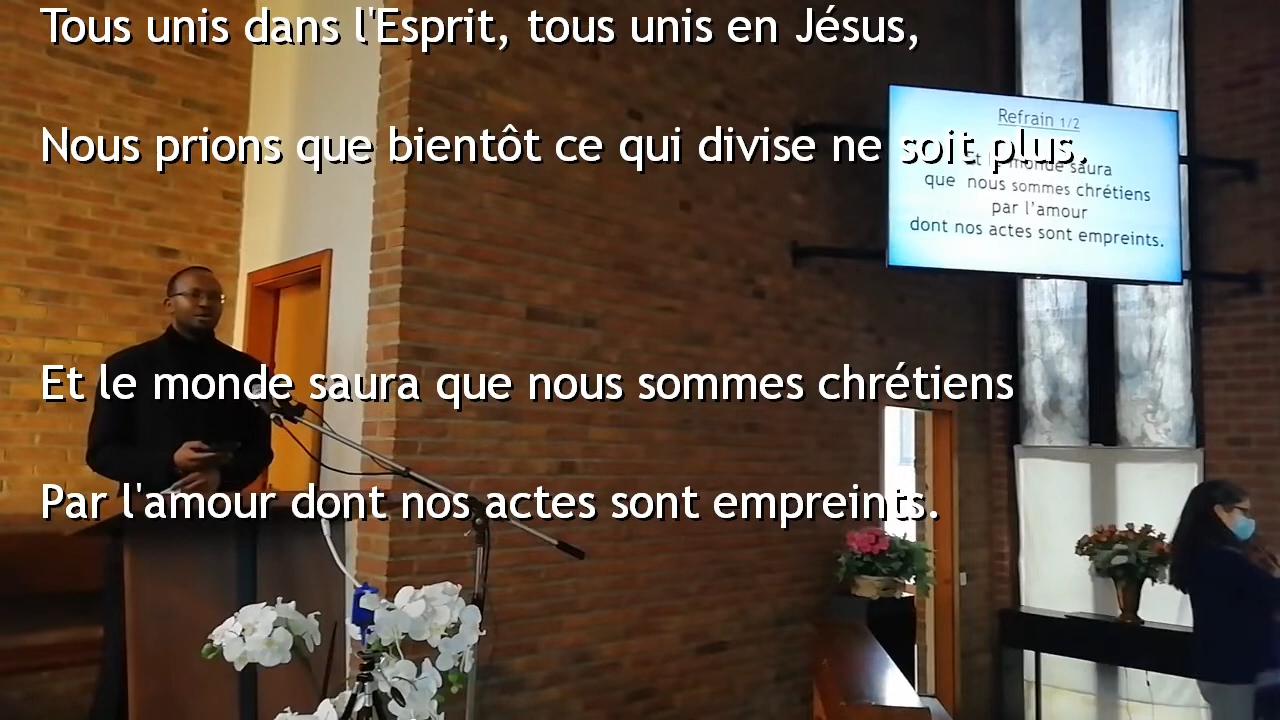 Tous unis dans l'Esprit, tous unis en Jésus,
Nous prions que bientôt ce qui divise ne soit plus.
Et le monde saura que nous sommes chrétiens
Par l'amour dont nos actes sont empreints.
Refrain 1/2
Et le monde saura
que nous sommes chrétiens
par l’amour
dont nos actes sont empreints.